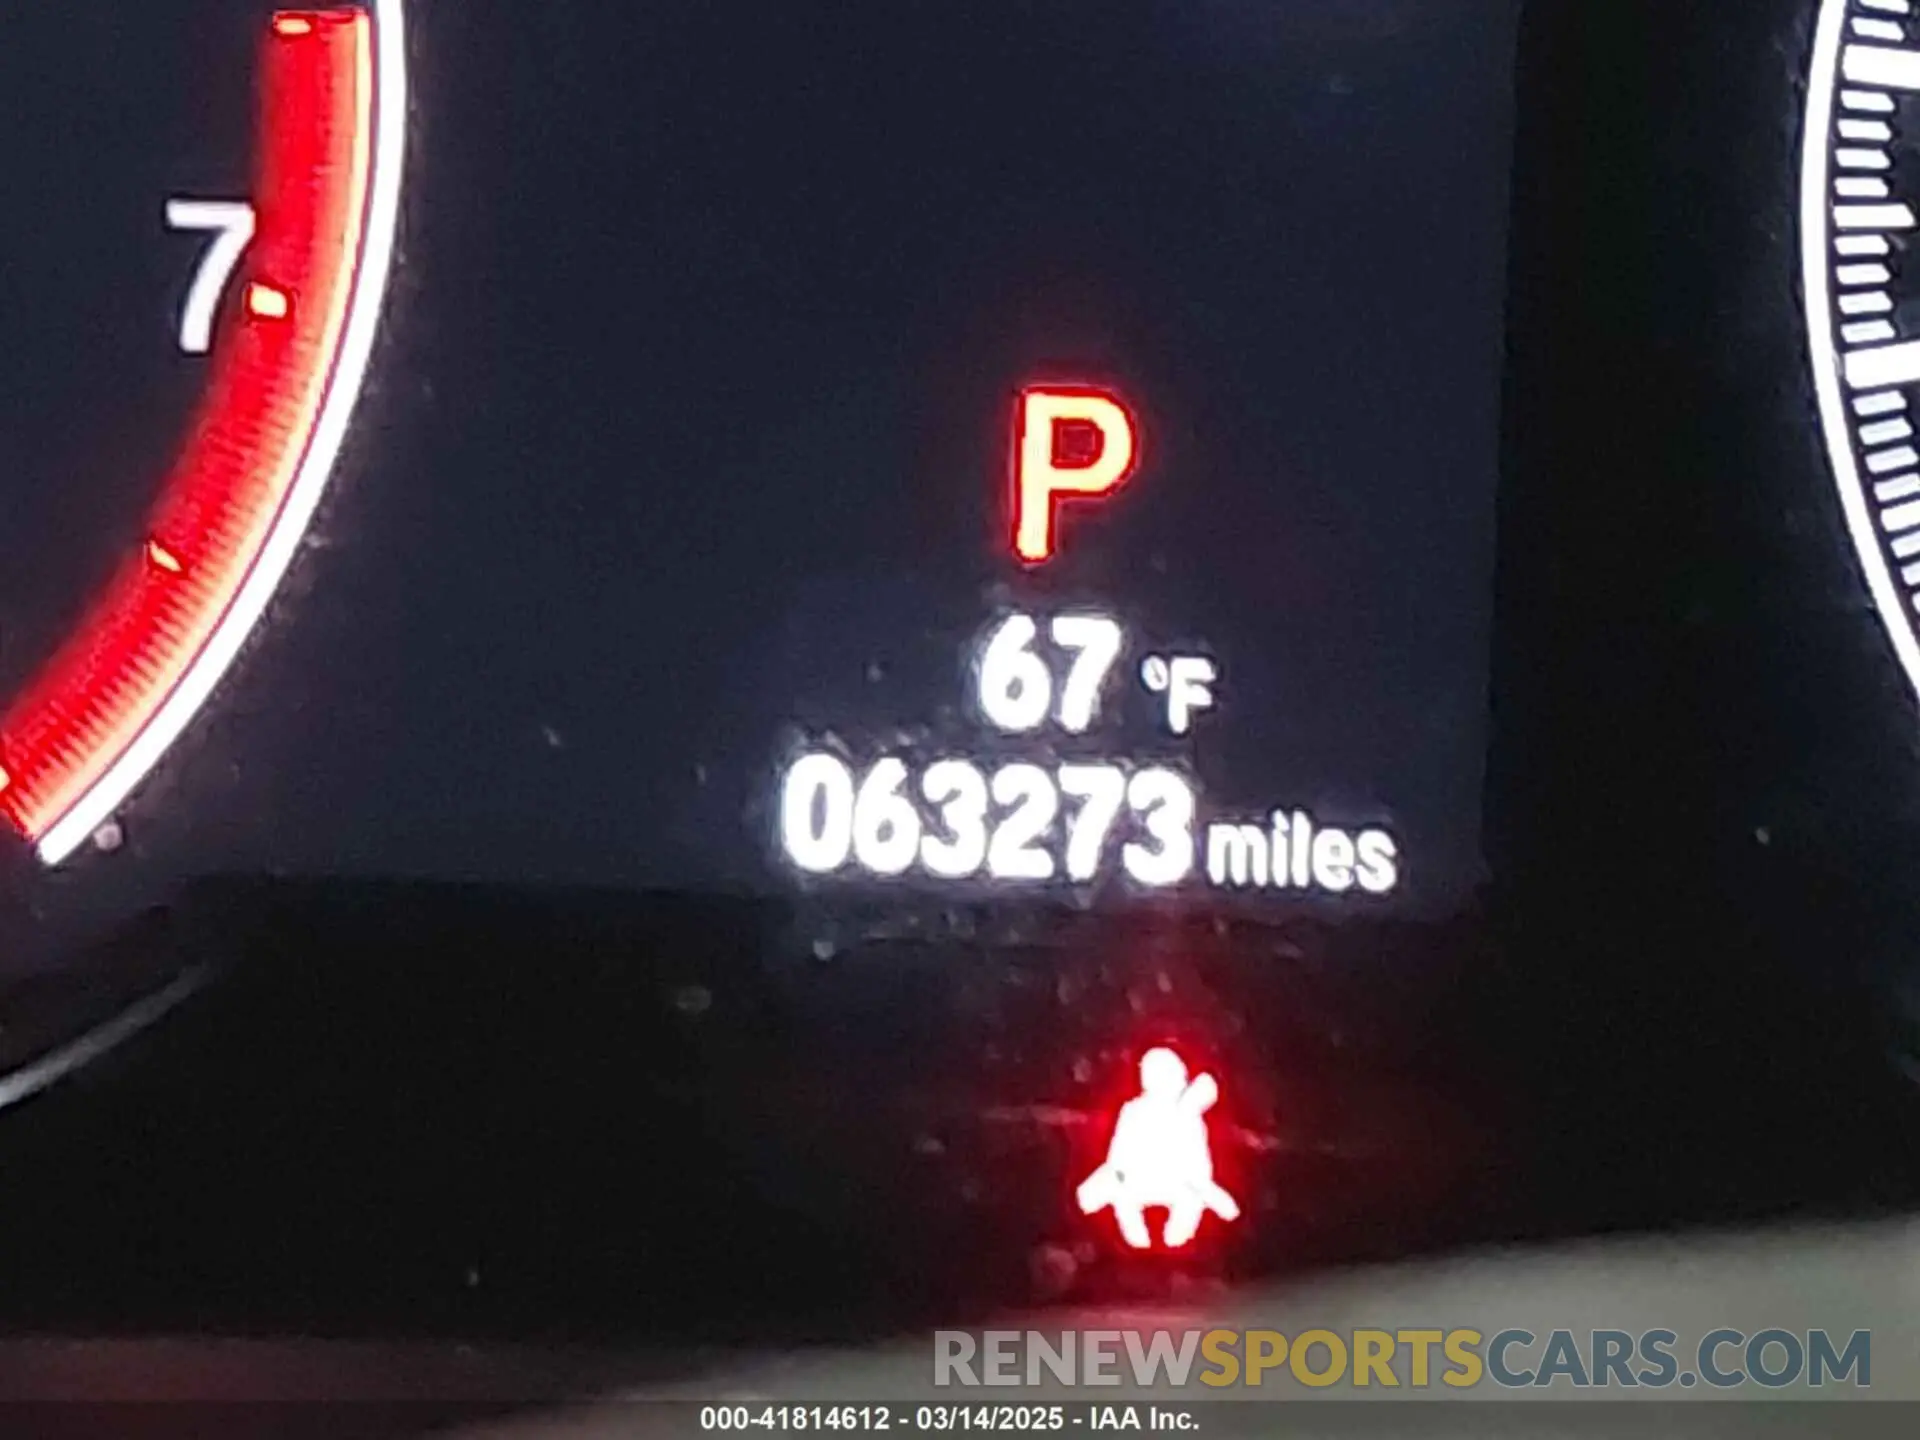 7
P
67 °F
063273 miles
RENEWSPORTSCARS.COM
000-41814612 - 03/14/2025 - IAA Inc.